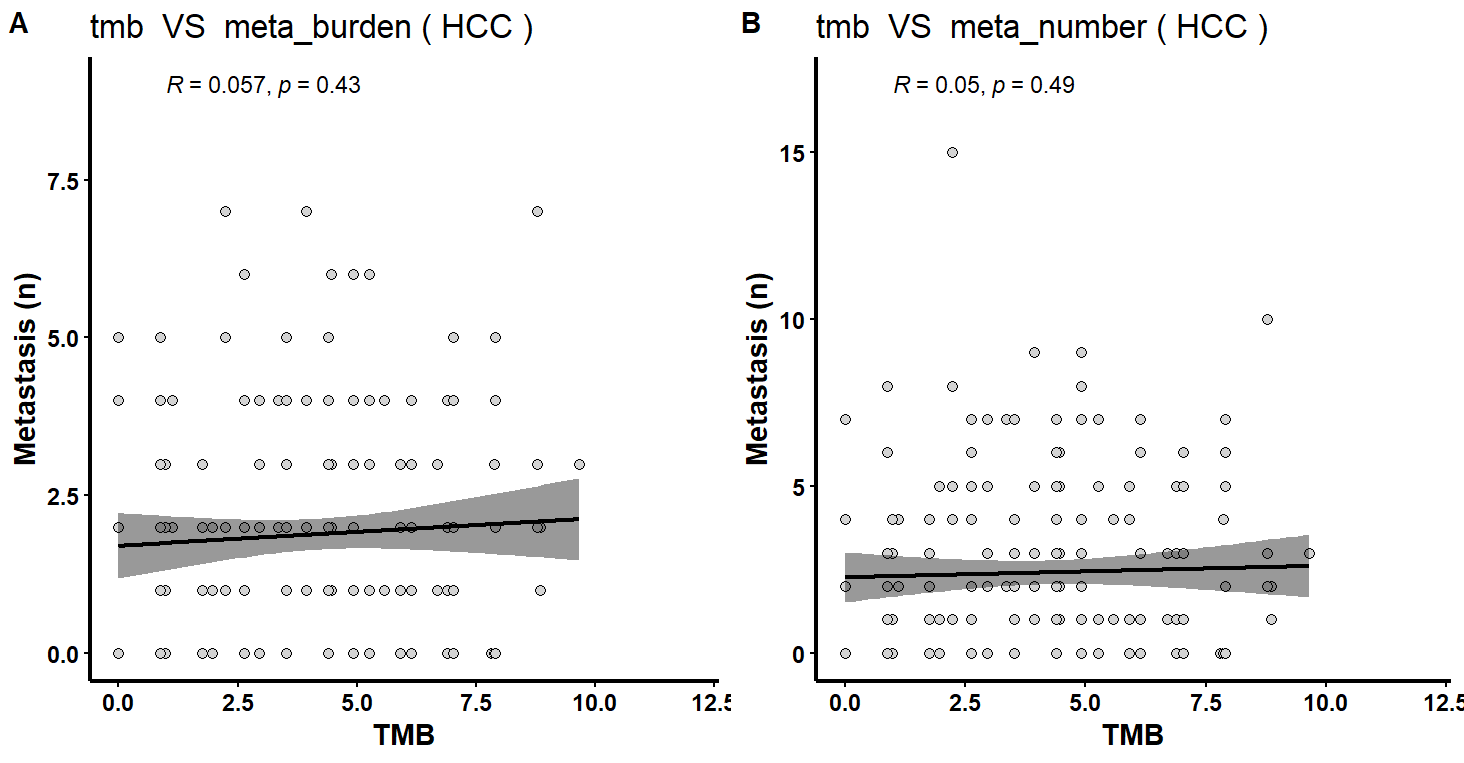 A tmb VS meta_burden ( HCC )
R = 0.057, p = 0.43
Metastasis (n)
7.5
5.0
2.5
0.0
0.0 2.5 5.0 7.5 10.0 12.5
TMB
B tmb VS meta_number ( HCC )
R = 0.05, p = 0.49
Metastasis (n)
15
10
5
0
0.0 2.5 5.0 7.5 10.0 12.5
TMB